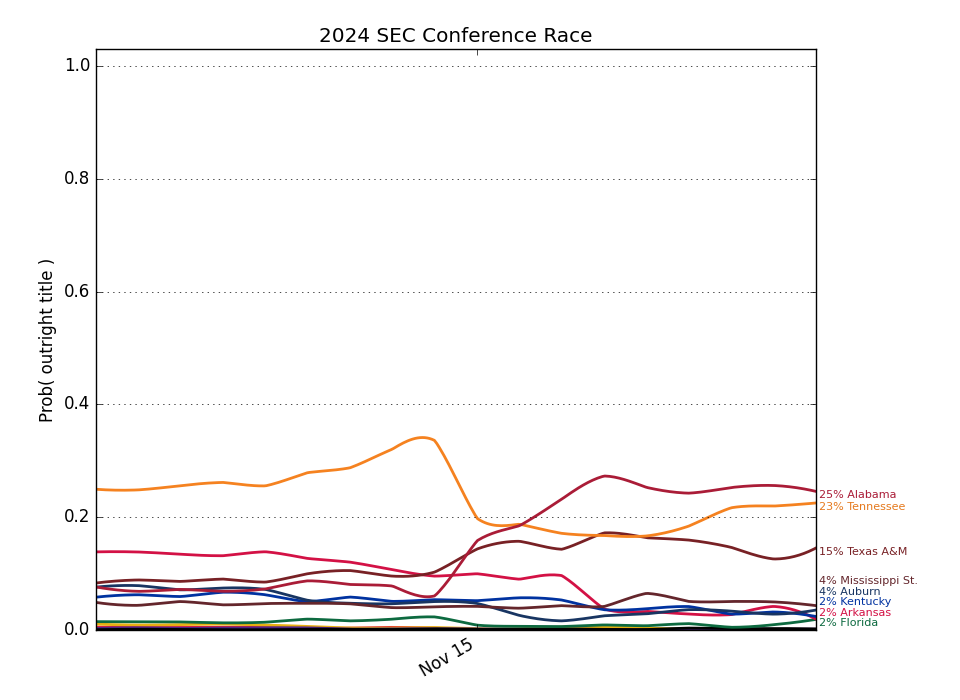 2024 SEC Conference Race
Prob( outright title )
1.0
0.8
0.6
0.4
0.2
0.0
Nov 15
25% Alabama
23% Tennessee
15% Texas A&M
4% Mississippi St.
4% Auburn
2% Kentucky
2% Arkansas
2% Florida